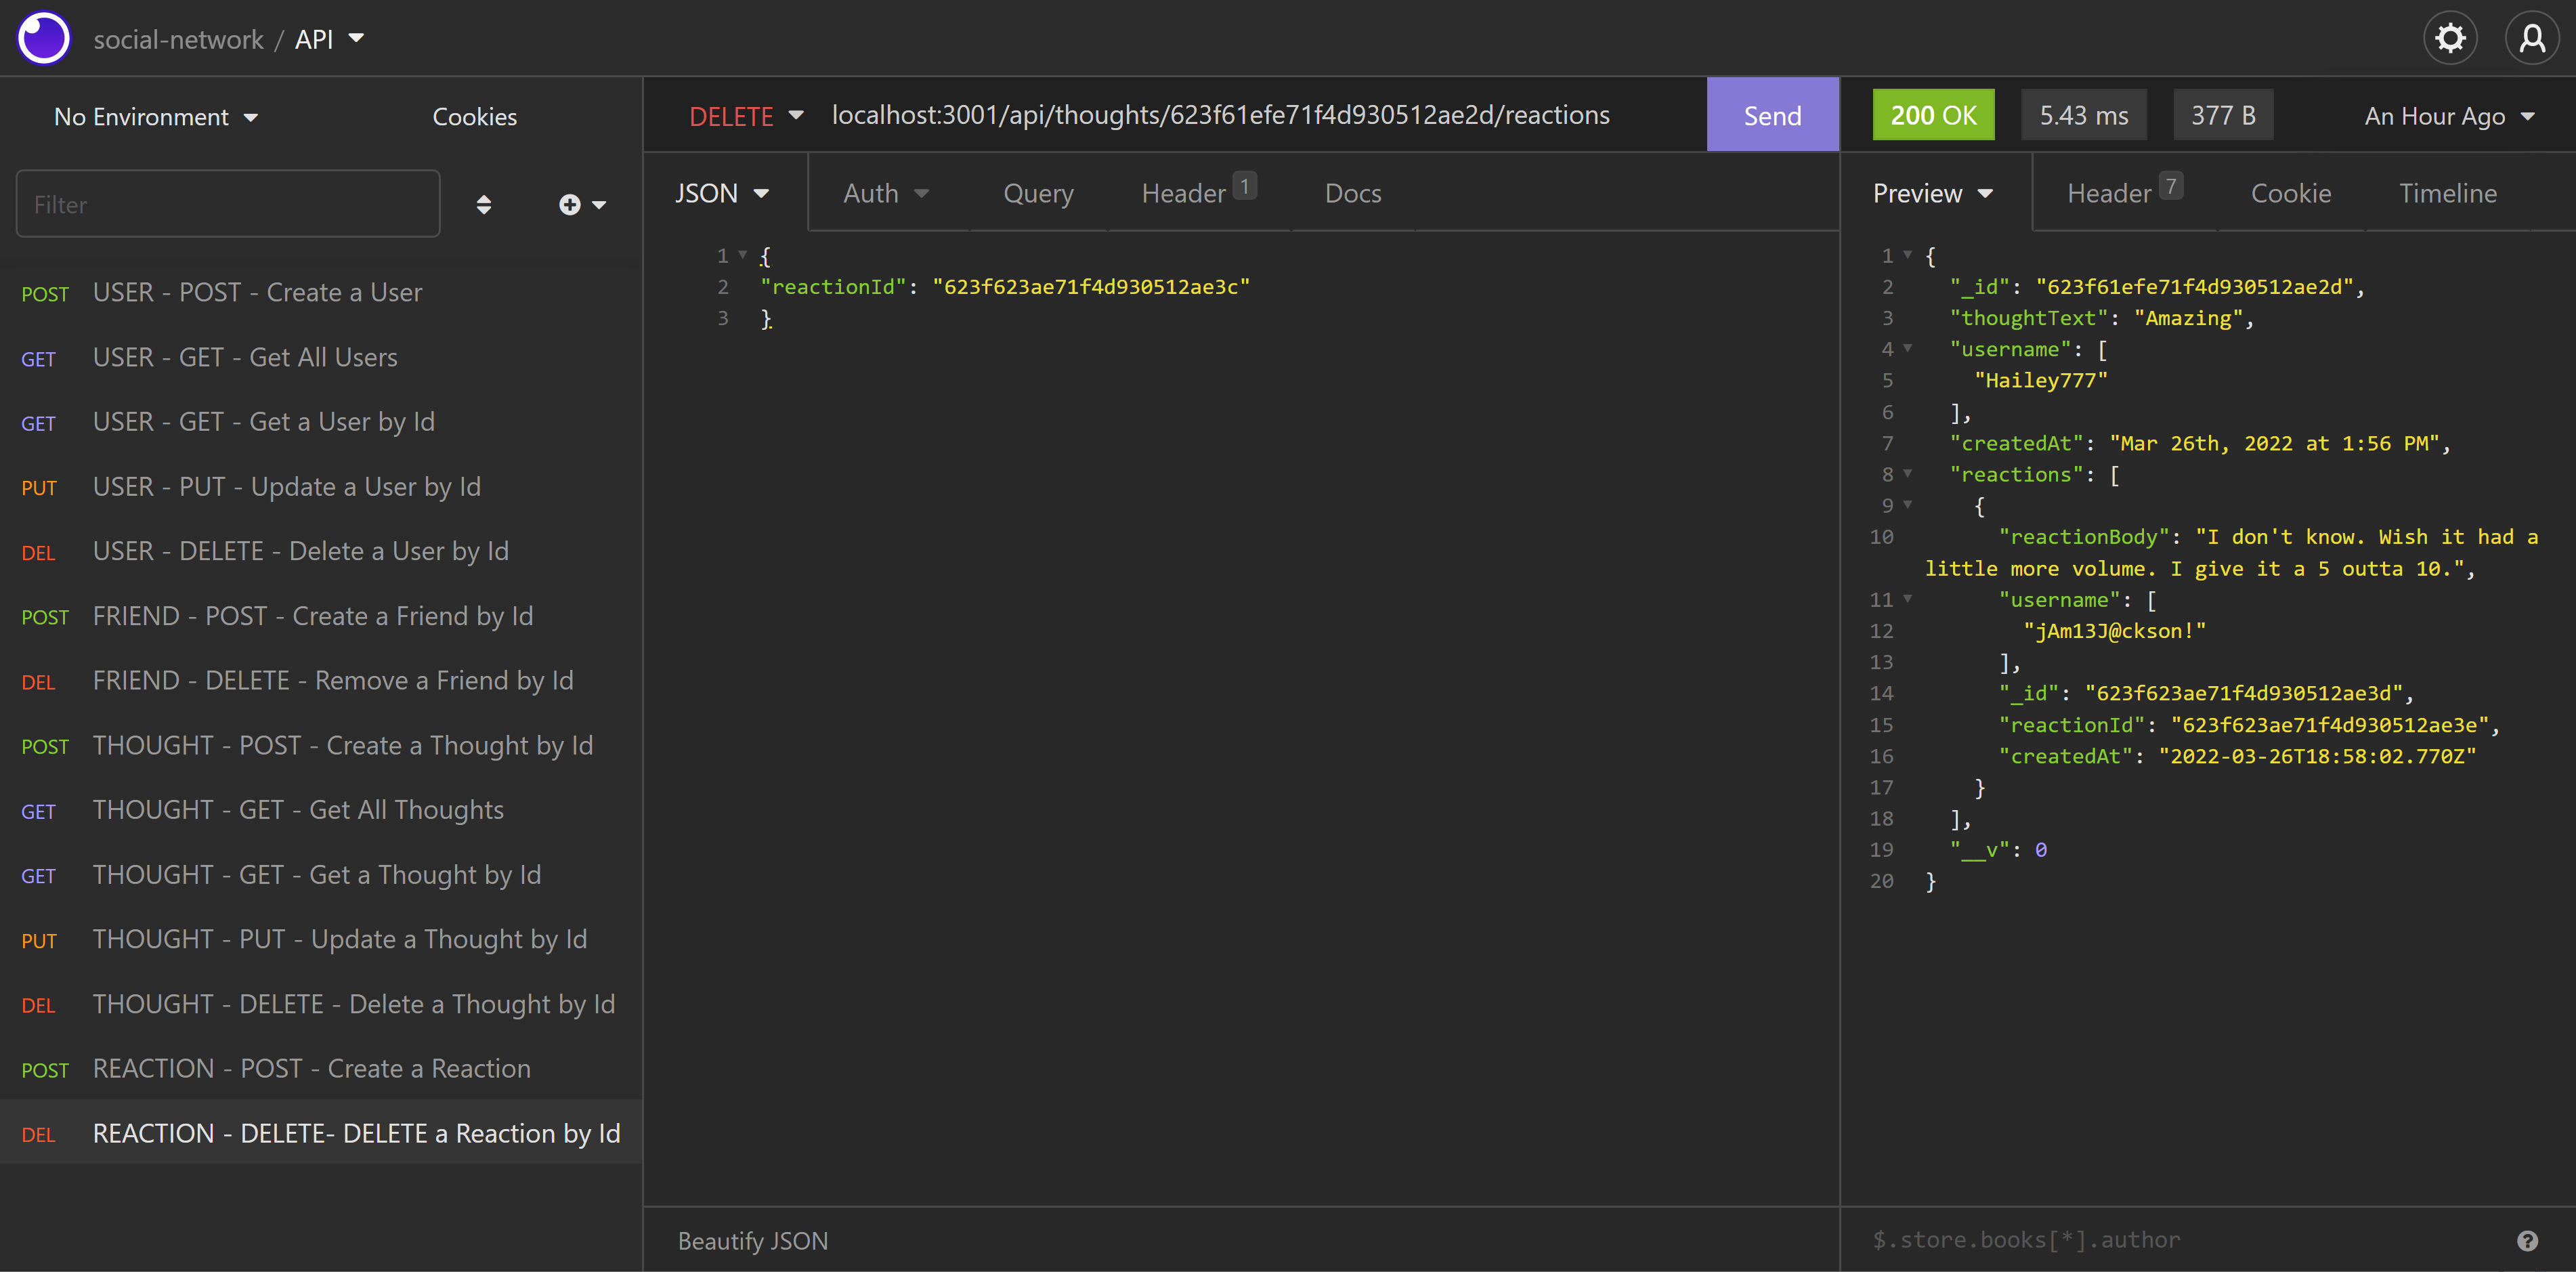 social-network / API
No Environment
Cookies
Filter
POST USER - POST - Create a User
GET USER - GET - Get All Users
GET USER - GET - Get a User by Id
PUT USER - PUT - Update a User by Id
DEL USER - DELETE - Delete a User by Id
POST FRIEND - POST - Create a Friend by Id
DEL FRIEND - DELETE - Remove a Friend by Id
POST THOUGHT - POST - Create a Thought by Id
GET THOUGHT - GET - Get All Thoughts
GET THOUGHT - GET - Get a Thought by Id
PUT THOUGHT - PUT - Update a Thought by Id
DEL THOUGHT - DELETE - Delete a Thought by Id
POST REACTION - POST - Create a Reaction
DEL REACTION - DELETE- DELETE a Reaction by Id
DELETE localhost:3001/api/thoughts/623f61efe71f4d930512ae2d/reactions Send
JSON Auth Query Header 1 Docs
1 {
2 "reactionId": "623f623ae71f4d930512ae3c"
3 }
Beautify JSON
200 OK 5.43 ms 377 B An Hour Ago
Preview Header 7 Cookie Timeline
1 {
2 "_id": "623f61efe71f4d930512ae2d",
3 "thoughtText": "Amazing",
4 "username": [
5 "Hailey777"
6 ],
7 "createdAt": "Mar 26th, 2022 at 1:56 PM",
8 "reactions": [
9 {
10 "reactionBody": "I don't know. Wish it had a
little more volume. I give it a 5 outta 10.",
11 "username": [
12 "jAm13J@ckson!"
13 ],
14 "_id": "623f623ae71f4d930512ae3d",
15 "reactionId": "623f623ae71f4d930512ae3e",
16 "createdAt": "2022-03-26T18:58:02.770Z"
17 }
18 ],
19 "__v": 0
20 }
$.store.books[*].author
?